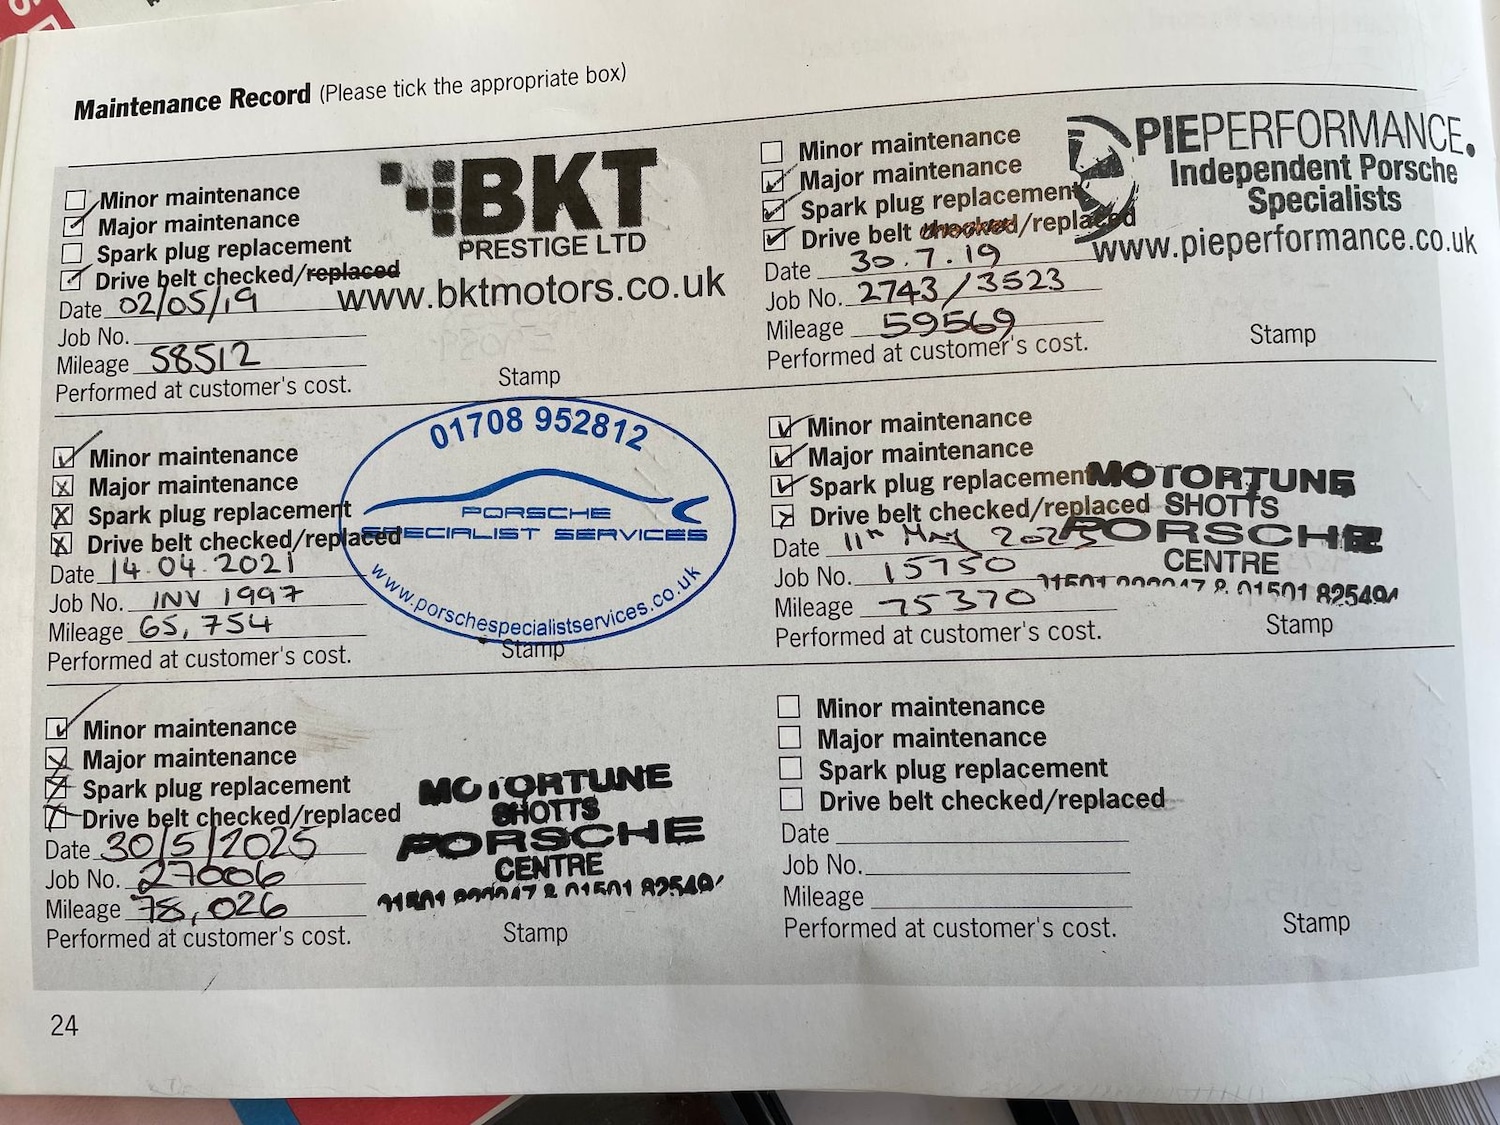 Maintenance Record (Please tick the appropriate box)
Minor maintenance
Major maintenance
Spark plug replacement
Drive belt checked/replaced
Date 02/05/19
Job No.
Mileage 58512
Performed at customer's cost.
BKT
PRESTIGE LTD
www.bktmotors.co.uk
Stamp
Minor maintenance
Major maintenance
Spark plug replacement
Drive belt checked/replaced
Date 30.7.19
Job No. 2743/3523
Mileage 59569
Performed at customer's cost.
PIEPERFORMANCE.
Independent Porsche
Specialists
www.pieperformance.co.uk
Stamp
Minor maintenance
Major maintenance
Spark plug replacement
Drive belt checked/replaced
Date 14.04.2021
Job No. INV 1997
Mileage 65,754
Performed at customer's cost.
01708 952812
PORSCHE
SPECIALIST SERVICES
www.porschespecialistservices.co.uk
Stamp
Minor maintenance
Major maintenance
Spark plug replacement
Drive belt checked/replaced
Date 11th May
Job No. 15750
Mileage 75370
Performed at customer's cost.
MOTORTUNE
SHOTTS
PORSCHE
CENTRE
& 01501 825494
Stamp
Minor maintenance
Major maintenance
Spark plug replacement
Drive belt checked/replaced
Date 30/5/2025
Job No. 27006
Mileage 78,026
Performed at customer's cost.
MOTORTUNE
SHOTTS
PORSCHE
CENTRE
Stamp
Minor maintenance
Major maintenance
Spark plug replacement
Drive belt checked/replaced
Date
Job No.
Mileage
Performed at customer's cost.
Stamp
24